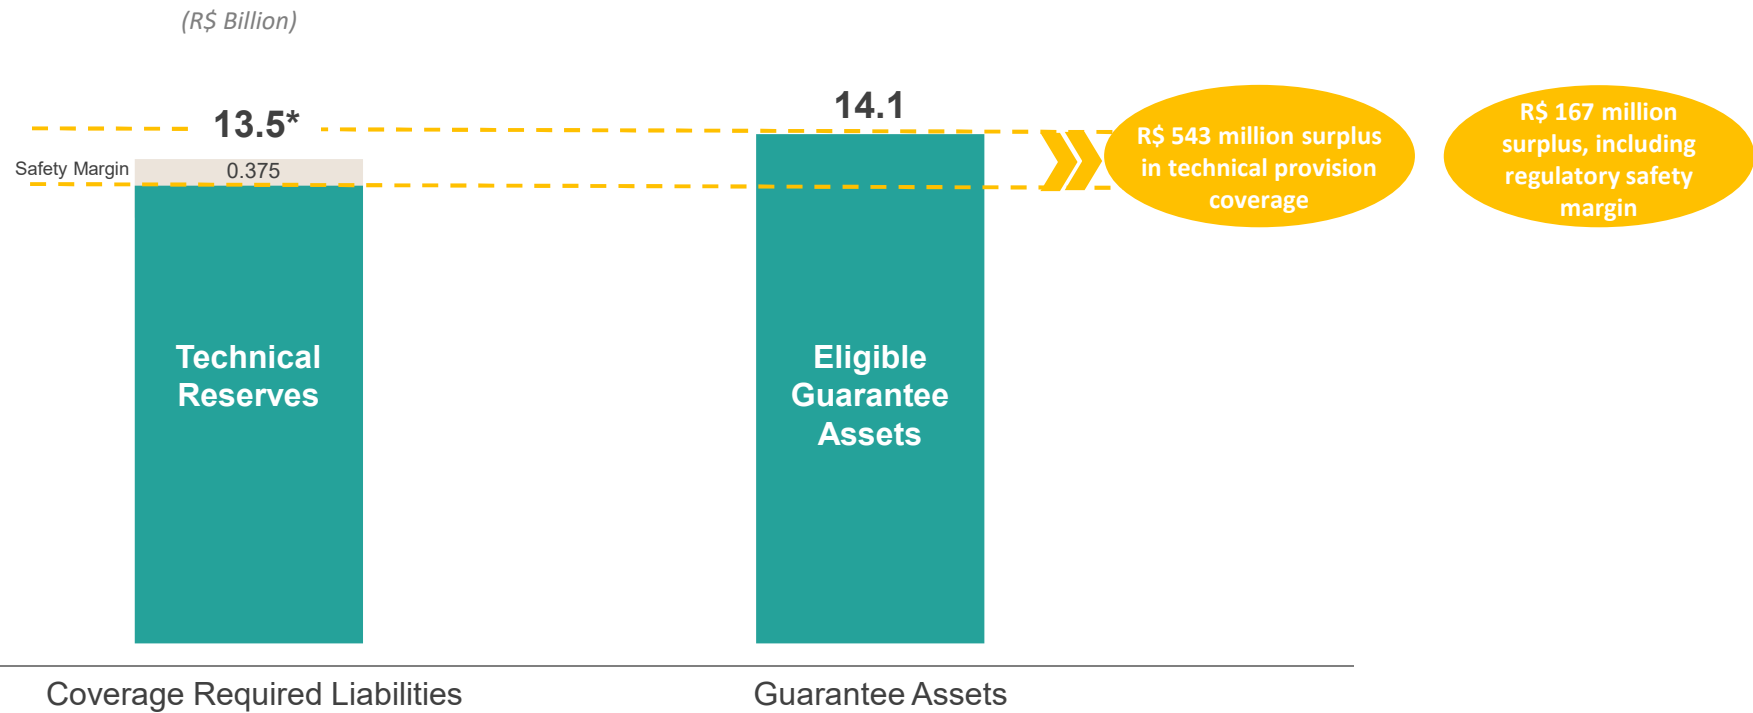 (R$ Billion)
13.5*
14.1
Safety Margin
0.375
R$ 543 million surplus
in technical provision
coverage
R$ 167 million
surplus, including
regulatory safety
margin
Technical
Reserves
Eligible
Guarantee
Assets
Coverage Required Liabilities
Guarantee Assets